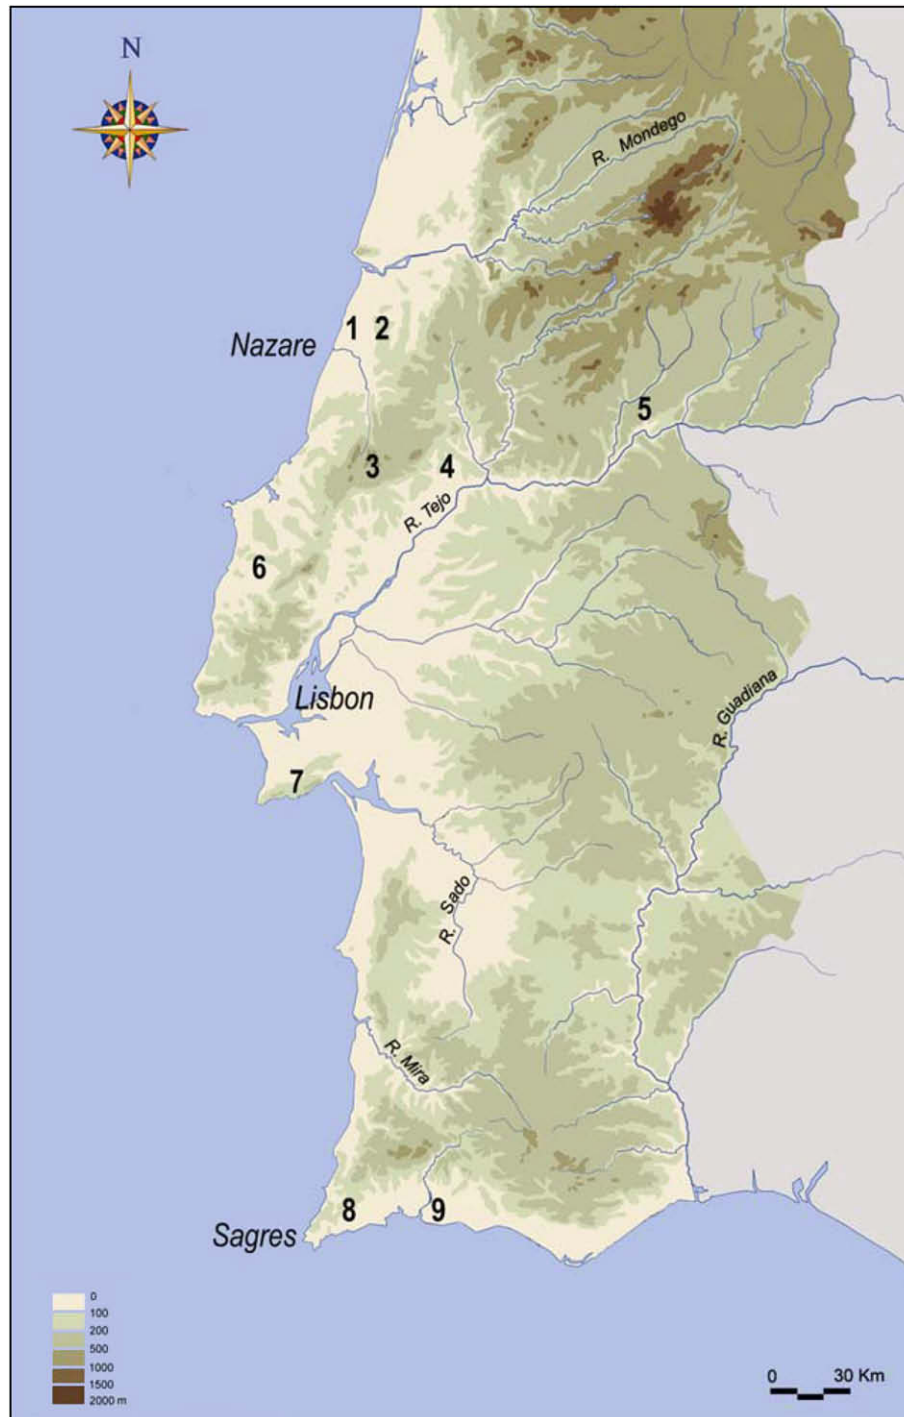 N
R. Mondego
1 2
Nazare
5
3
4
R. Tejo
6
Lisbon
R. Guadiana
7
R. Sado
R. Mira
8
9
Sagres
0
100
200
500
1000
1500
2000 m
0 30 Km